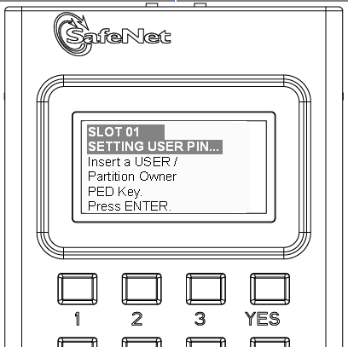 SafeNet
SLOT 01
SETTING USER PIN...
Insert a USER /
Partition Owner
PED Key.
Press ENTER.
1 2 3 YES